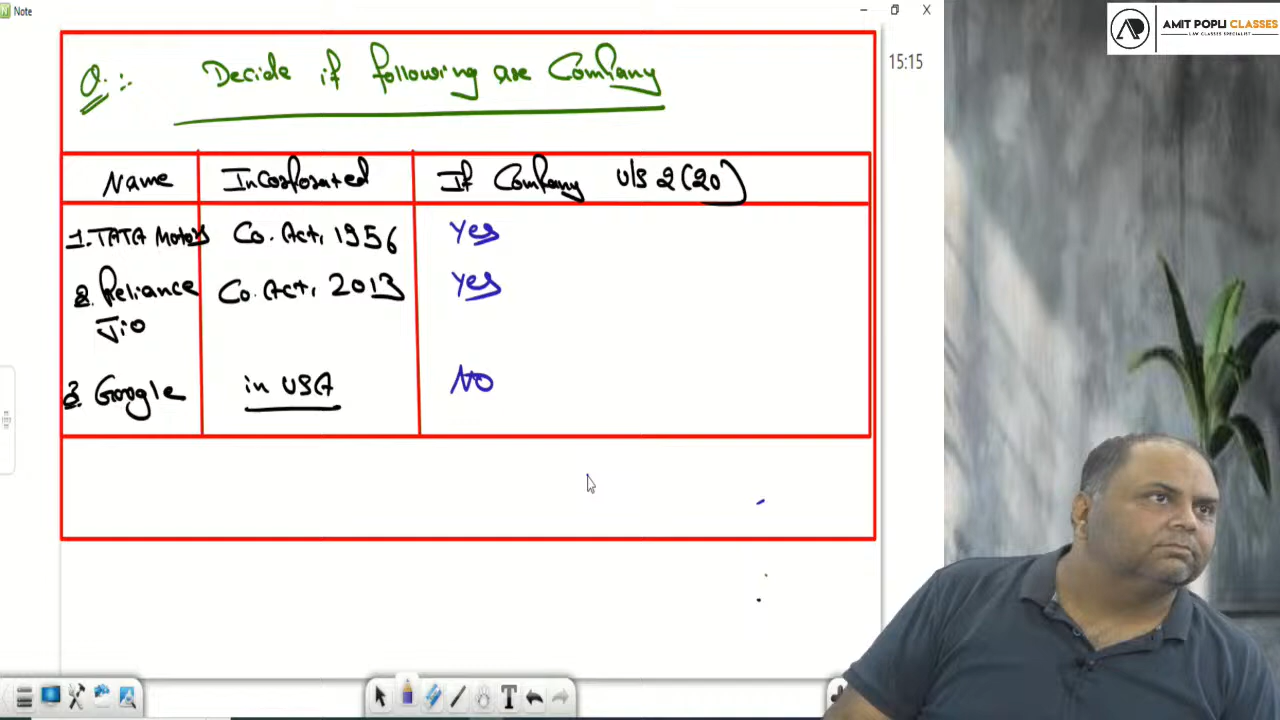 Note
AMIT POPLI CLASSES
LAW CLASSES SPECIALIST
15:15
Q:: Decide if following are Company
Name Incorporated If Company U/S 2(20)
1. TATA Motors Co. Act, 1956 Yes
2. Reliance Jio Co. Act, 2013 Yes
3. Google in USA NO